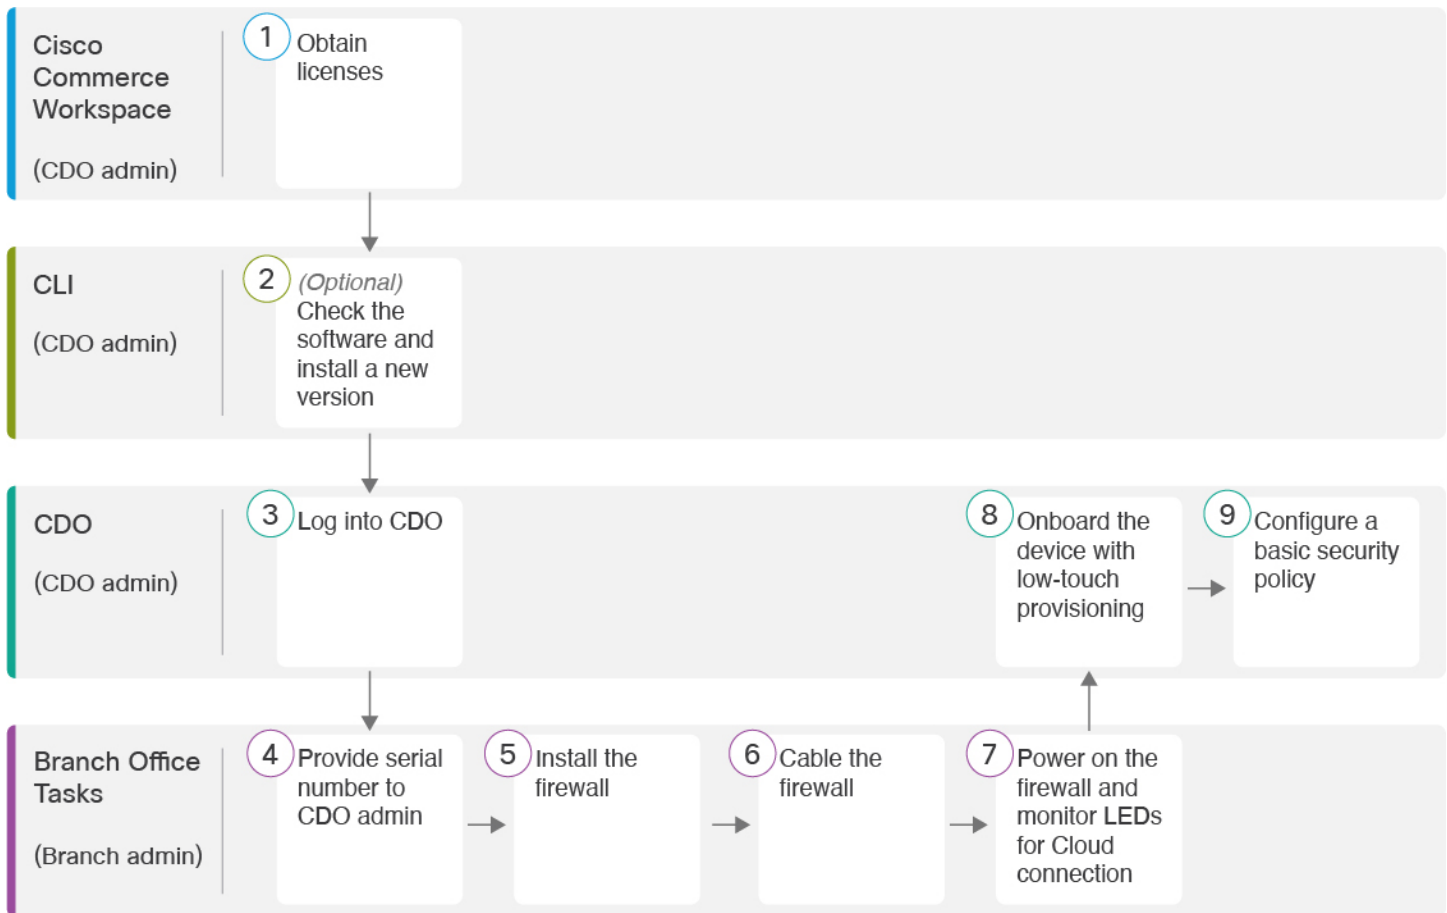 Cisco
Commerce
Workspace
(CDO admin)
1
Obtain
licenses
CLI
(CDO admin)
2
(Optional)
Check the
software and
install a new
version
CDO
(CDO admin)
3
Log into CDO
8
Onboard the
device with
low-touch
provisioning
9
Configure a
basic security
policy
Branch Office
Tasks
(Branch admin)
4
Provide serial
number to
CDO admin
5
Install the
firewall
6
Cable the
firewall
7
Power on the
firewall and
monitor LEDs
for Cloud
connection